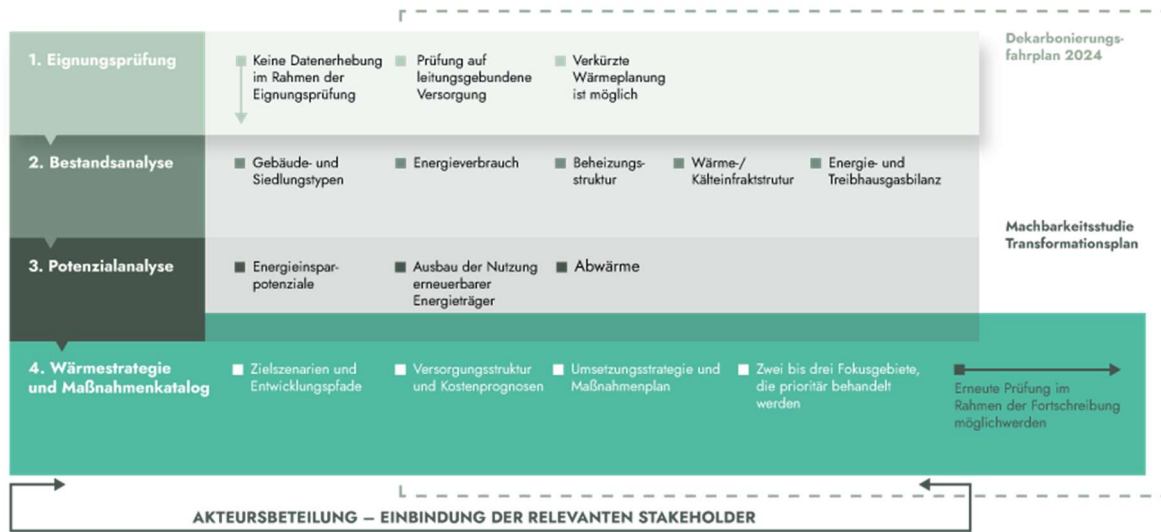 Dekarbonierungs-
fahrplan 2024
1. Eignungsprüfung
Keine Datenerhebung
im Rahmen der
Eignungsprüfung
Prüfung auf
leitungsgebundene
Versorgung
Verkürzte
Wärmeplanung
ist möglich
2. Bestandsanalyse
Gebäude- und
Siedlungstypen
Energieverbrauch
Beheizungs-
struktur
Wärme-/
Kälteinfraktstrutur
Energie- und
Treibhausgasbilanz
Machbarkeitsstudie
Transformationsplan
3. Potenzialanalyse
Energieeinspar-
potenziale
Ausbau der Nutzung
erneuerbarer
Energieträger
Abwärme
4. Wärmestrategie
und Maßnahmenkatalog
Zielszenarien und
Entwicklungspfade
Versorgungsstruktur
und Kostenprognosen
Umsetzungsstrategie und
Maßnahmenplan
Zwei bis drei Fokusgebiete,
die prioritär behandelt
werden
Erneute Prüfung im
Rahmen der Fortschreibung
möglichwerden
AKTEURSBETEILIGUNG – EINBINDUNG DER RELEVANTEN STAKEHOLDER